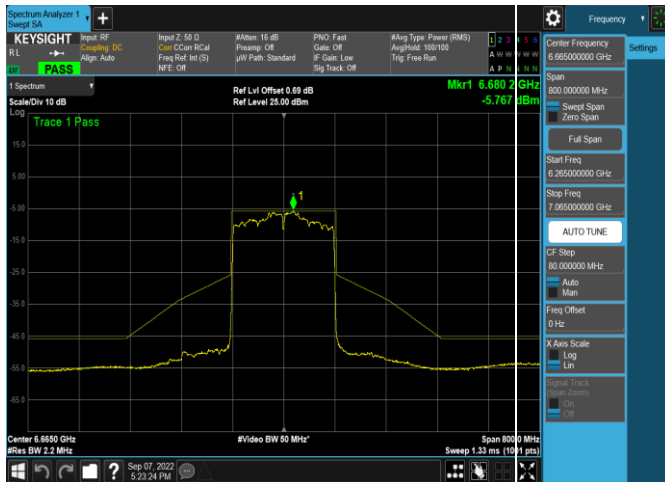 Spectrum Analyzer 1
Swept SA
Frequency
KEYSIGHT
Input: RF
Input Z: 50 Ω
#Atten: 16 dB
PNO: Fast
#Avg Type: Power (RMS)
1 2 3 4 5 6
RL
Coupling: DC
Corr CCorr RCal
Preamp: Off
Gate: Off
Avg|Hold: 100/100
Align: Auto
Freq Ref: Int (S)
µW Path: Standard
IF Gain: Low
Trig: Free Run
NFE: Off
Sig Track: Off
PASS
Settings
1 Spectrum
Scale/Div 10 dB
Ref Lvl Offset 0.69 dB
Ref Level 25.00 dBm
Mkr1 6.680 2 GHz
-5.767 dBm
Log
Trace 1 Pass
1
15.0
5.00
-5.00
-15.0
-25.0
-35.0
-45.0
-55.0
-65.0
Center 6.6650 GHz
#Video BW 50 MHz*
Span 800.0 MHz
#Res BW 2.2 MHz
Sweep 1.33 ms (1001 pts)
Sep 07, 2022
5:23:24 PM
Center Frequency
6.665000000 GHz
Span
800.000000 MHz
Swept Span
Zero Span
Full Span
Start Freq
6.265000000 GHz
Stop Freq
7.065000000 GHz
AUTO TUNE
CF Step
80.000000 MHz
Auto
Man
Freq Offset
0 Hz
X Axis Scale
Log
Lin
Signal Track
(Span Zoom)
On
Off